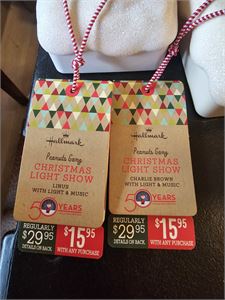 Hallmark
Peanuts Gang
CHRISTMAS
LIGHT SHOW
LINUS
WITH LIGHT & MUSIC
50 YEARS
REGULARLY
$29.95
DETAILS ON BACK
$15.95
WITH ANY PURCHASE
Hallmark
Peanuts Gang
CHRISTMAS
LIGHT SHOW
CHARLIE BROWN
WITH LIGHT & MUSIC
50 YEARS
REGULARLY
$29.95
DETAILS ON BACK
$15.95
WITH ANY PURCHASE